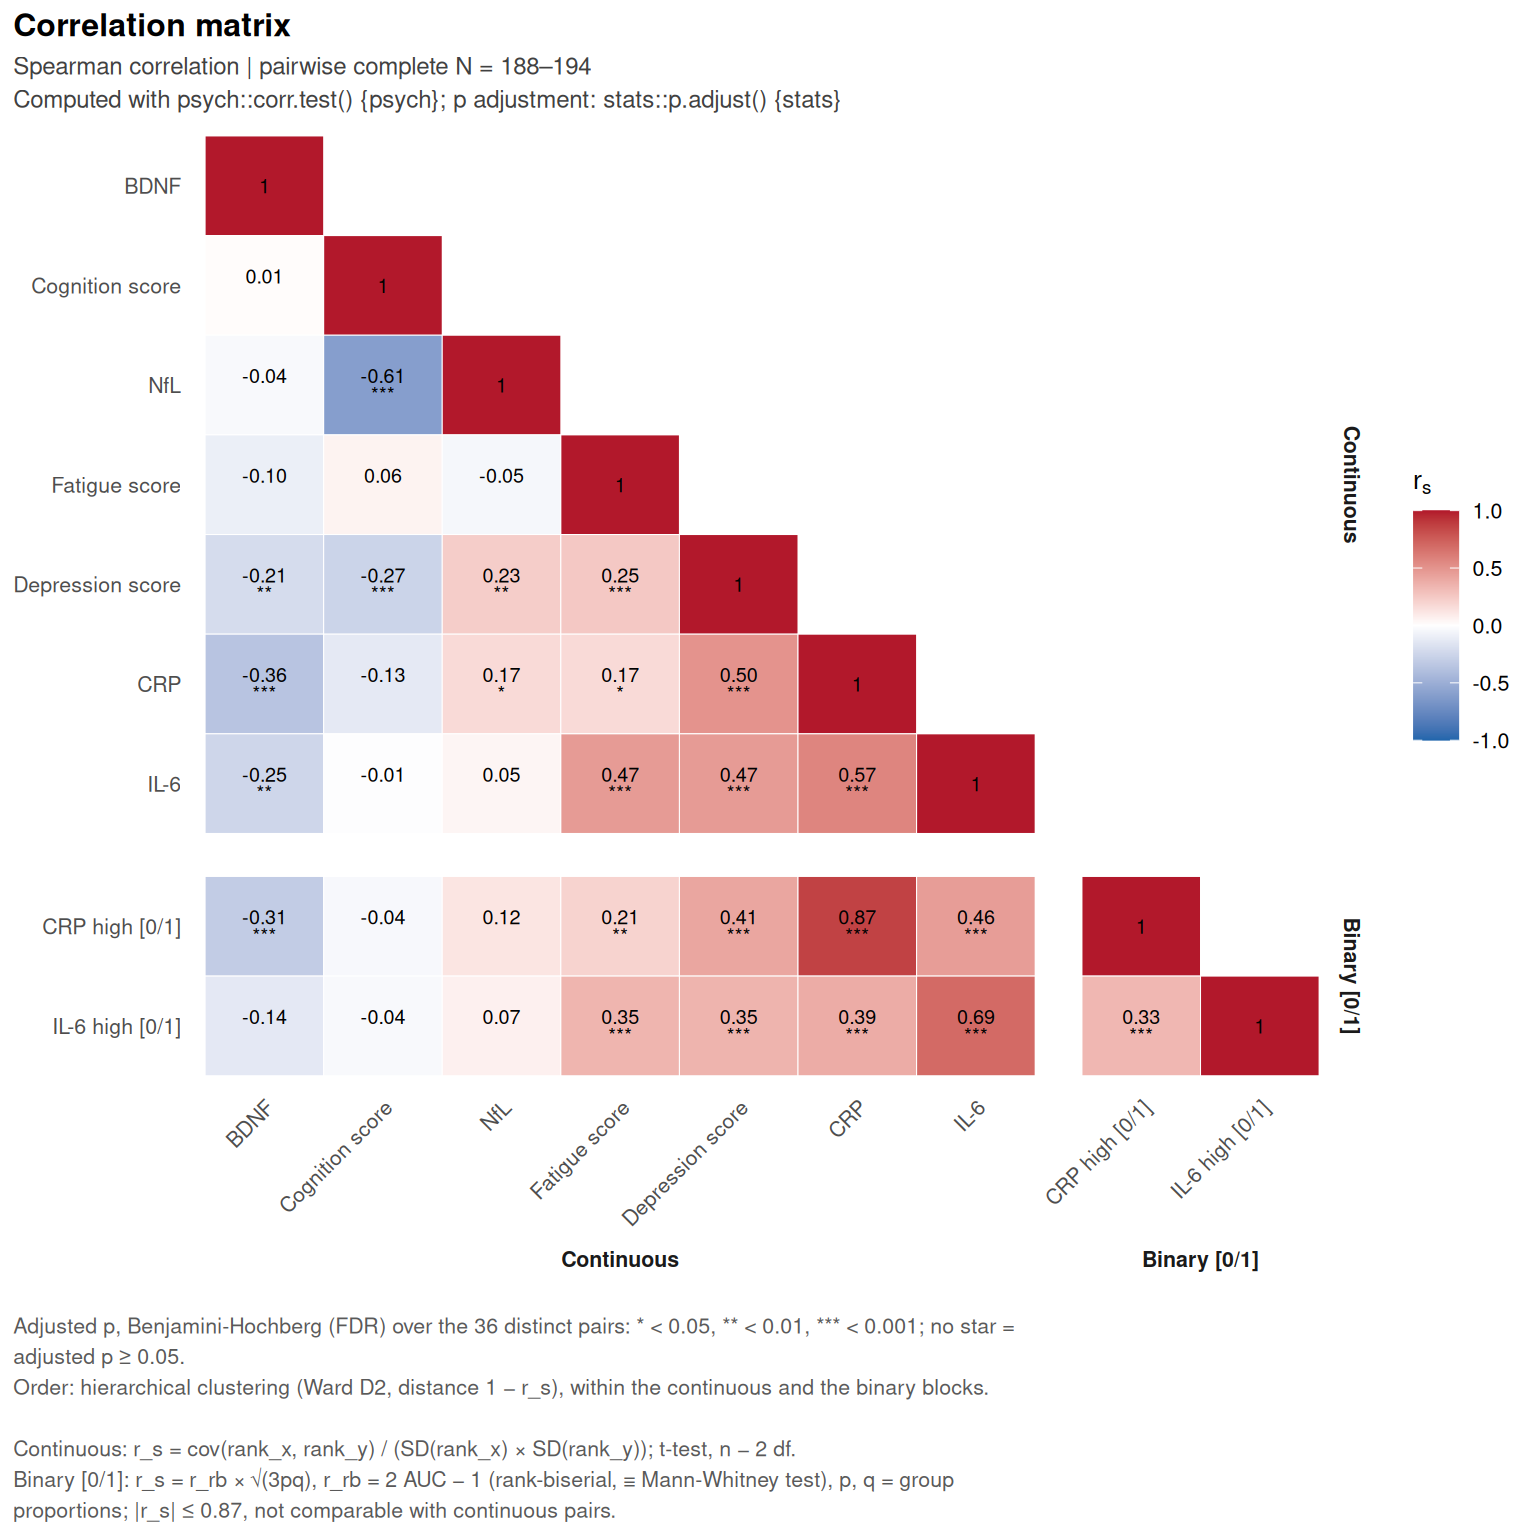 Correlation matrix
Spearman correlation | pairwise complete N = 188–194
Computed with psych::corr.test() {psych}; p adjustment: stats::p.adjust() {stats}
BDNF 1
Cognition score 0.01 1
NfL -0.04 -0.61 *** 1
Fatigue score -0.10 0.06 -0.05 1
Depression score -0.21 ** -0.27 *** 0.23 ** 0.25 *** 1
CRP -0.36 *** -0.13 0.17 * 0.17 * 0.50 *** 1
IL-6 -0.25 ** -0.01 0.05 0.47 *** 0.47 *** 0.57 *** 1
Continuous
r_s
1.0
0.5
0.0
-0.5
-1.0
CRP high [0/1] -0.31 *** -0.04 0.12 0.21 ** 0.41 *** 0.87 *** 0.46 *** 1
IL-6 high [0/1] -0.14 -0.04 0.07 0.35 *** 0.35 *** 0.39 *** 0.69 *** 0.33 *** 1
Binary [0/1]
BDNF Cognition score NfL Fatigue score Depression score CRP IL-6 CRP high [0/1] IL-6 high [0/1]
Continuous Binary [0/1]
Adjusted p, Benjamini-Hochberg (FDR) over the 36 distinct pairs: * < 0.05, ** < 0.01, *** < 0.001; no star =
adjusted p ≥ 0.05.
Order: hierarchical clustering (Ward D2, distance 1 − r_s), within the continuous and the binary blocks.
Continuous: r_s = cov(rank_x, rank_y) / (SD(rank_x) × SD(rank_y)); t-test, n − 2 df.
Binary [0/1]: r_s = r_rb × √(3pq), r_rb = 2 AUC − 1 (rank-biserial, ≡ Mann-Whitney test), p, q = group
proportions; |r_s| ≤ 0.87, not comparable with continuous pairs.